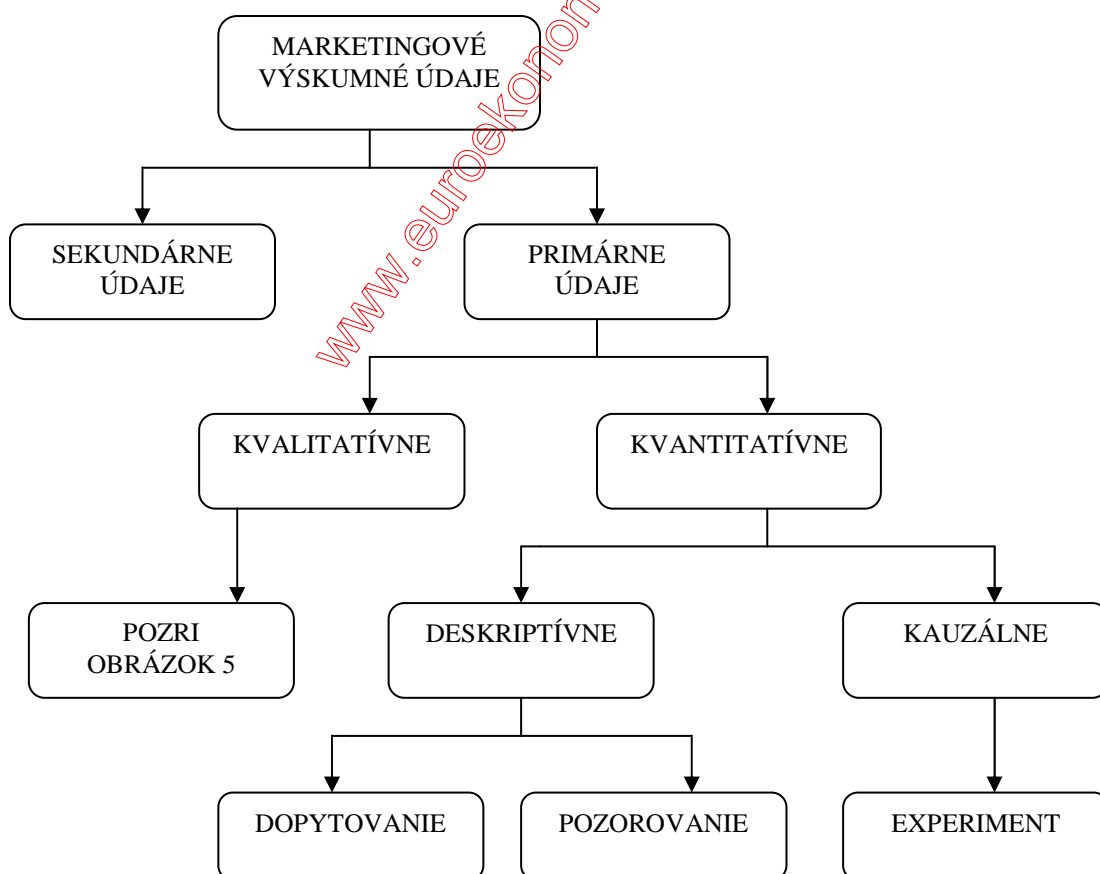 MARKETINGOVÉ
VÝSKUMNÉ ÚDAJE
www.euroekonom
SEKUNDÁRNE
ÚDAJE
PRIMÁRNE
ÚDAJE
KVALITATÍVNE
KVANTITATÍVNE
POZRI
OBRÁZOK 5
DESKRIPTÍVNE
KAUZÁLNE
DOPYTOVANIE
POZOROVANIE
EXPERIMENT